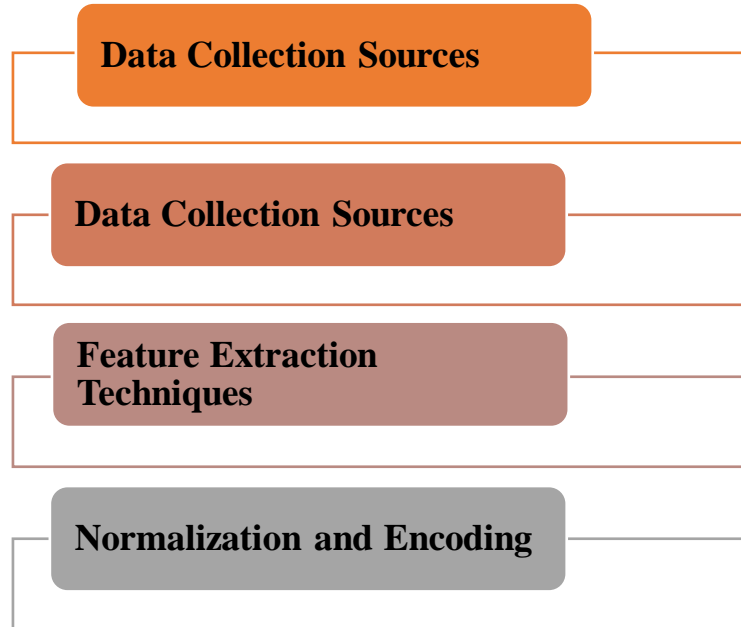 Data Collection Sources
Data Collection Sources
Feature Extraction
Techniques
Normalization and Encoding